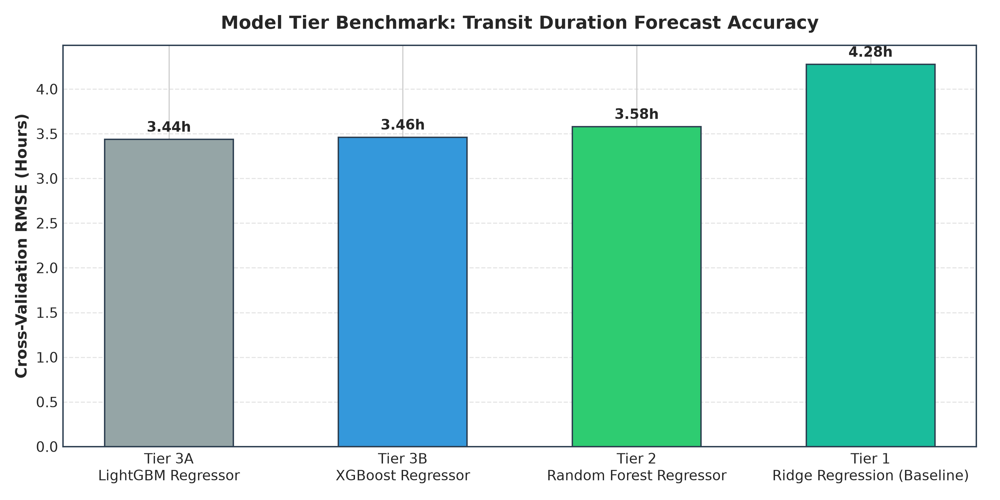 Model Tier Benchmark: Transit Duration Forecast Accuracy
Cross-Validation RMSE (Hours)
4.0
3.5
3.0
2.5
2.0
1.5
1.0
0.5
0.0
3.44h
3.46h
3.58h
4.28h
Tier 3A
LightGBM Regressor
Tier 3B
XGBoost Regressor
Tier 2
Random Forest Regressor
Tier 1
Ridge Regression (Baseline)